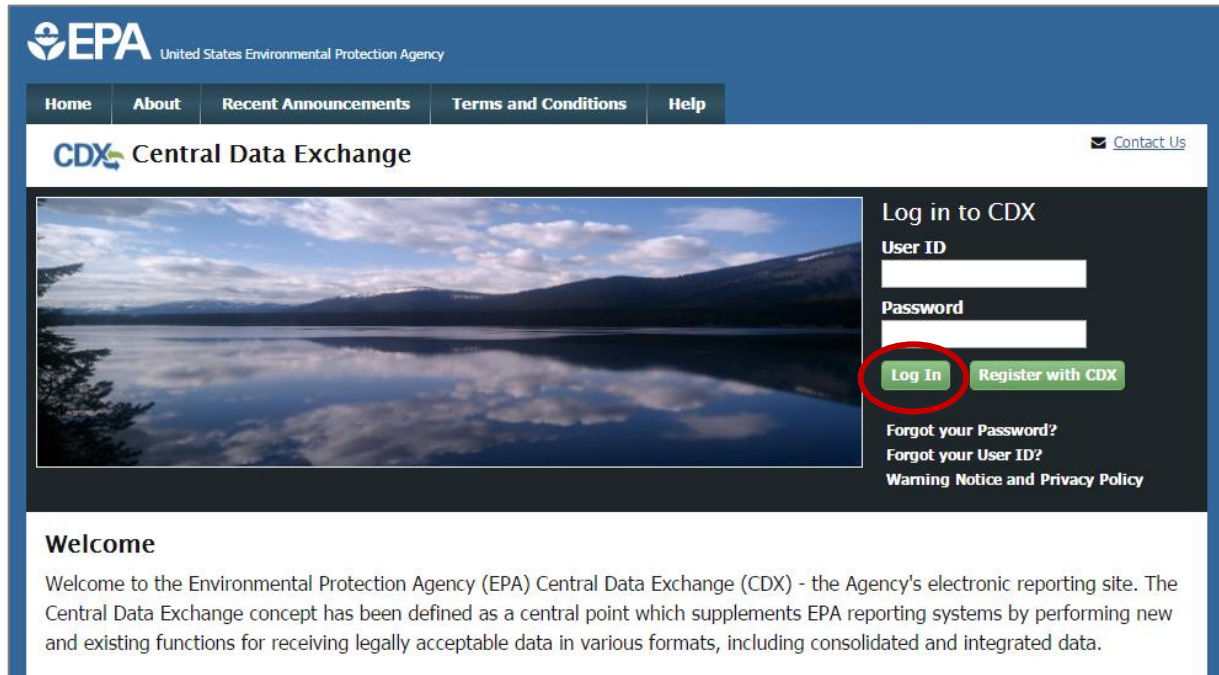 EPA United States Environmental Protection Agency
Home About Recent Announcements Terms and Conditions Help
CDX Central Data Exchange
Contact Us
Log in to CDX
User ID
Password
Log In Register with CDX
Forgot your Password?
Forgot your User ID?
Warning Notice and Privacy Policy
Welcome
Welcome to the Environmental Protection Agency (EPA) Central Data Exchange (CDX) - the Agency's electronic reporting site. The
Central Data Exchange concept has been defined as a central point which supplements EPA reporting systems by performing new
and existing functions for receiving legally acceptable data in various formats, including consolidated and integrated data.